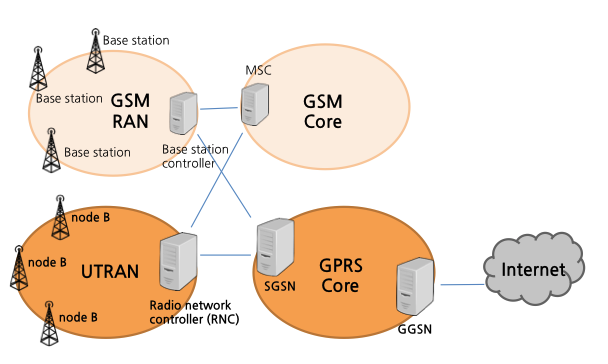 Base station
MSC
Base station
GSM
RAN
GSM
Core
Base station
Base station
controller
node B
node B
UTRAN
GPRS
Core
Internet
SGSN
Radio network
controller (RNC)
node B
GGSN